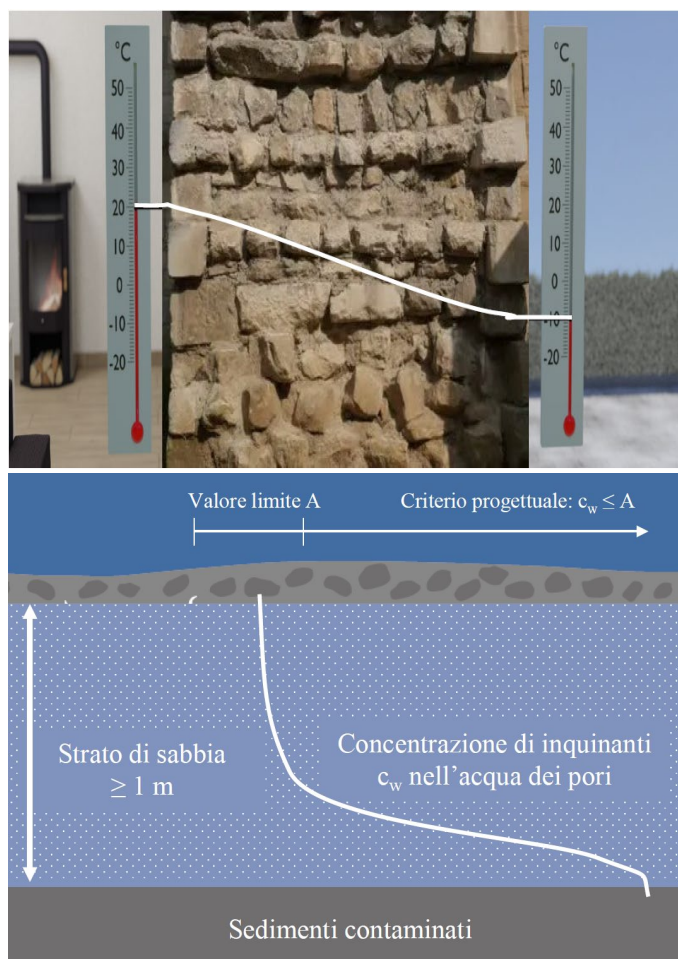 °C
50
40
30
20
10
0
-10
-20
°C
50
40
30
20
10
0
-10
-20
Valore limite A
Criterio progettuale: cw ≤ A
Strato di sabbia
≥ 1 m
Concentrazione di inquinanti
cw nell’acqua dei pori
Sedimenti contaminati